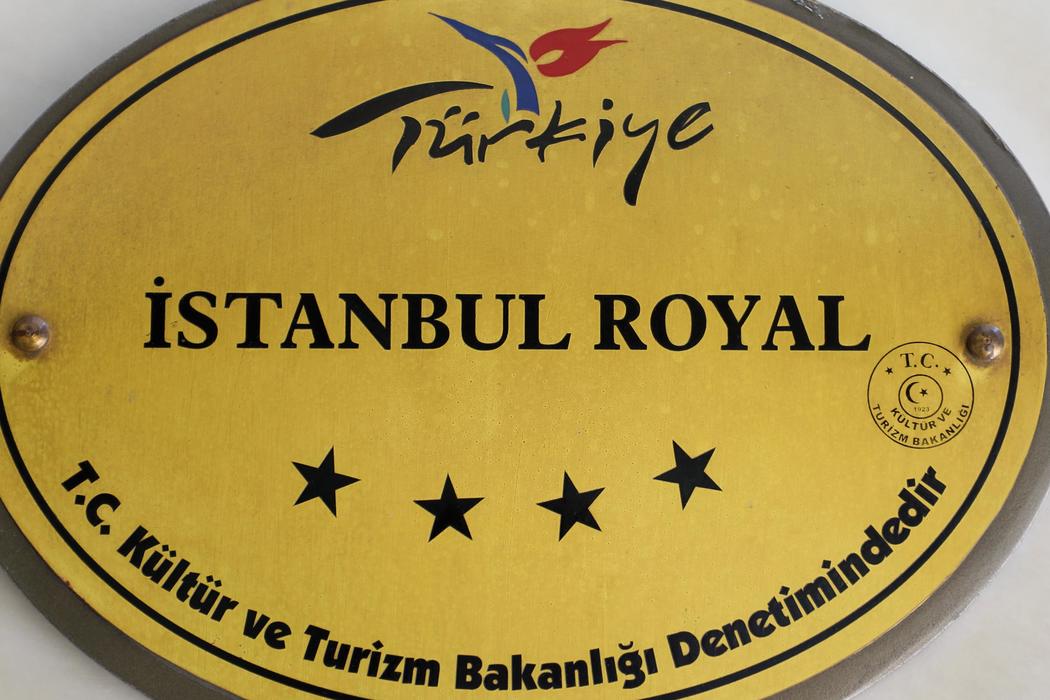 Türkiye
İSTANBUL ROYAL
T.C.
1923
KÜLTÜR VE
TURİZM BAKANLIĞI
T.C. Kültür ve Turizm Bakanlığı Denetimindedir